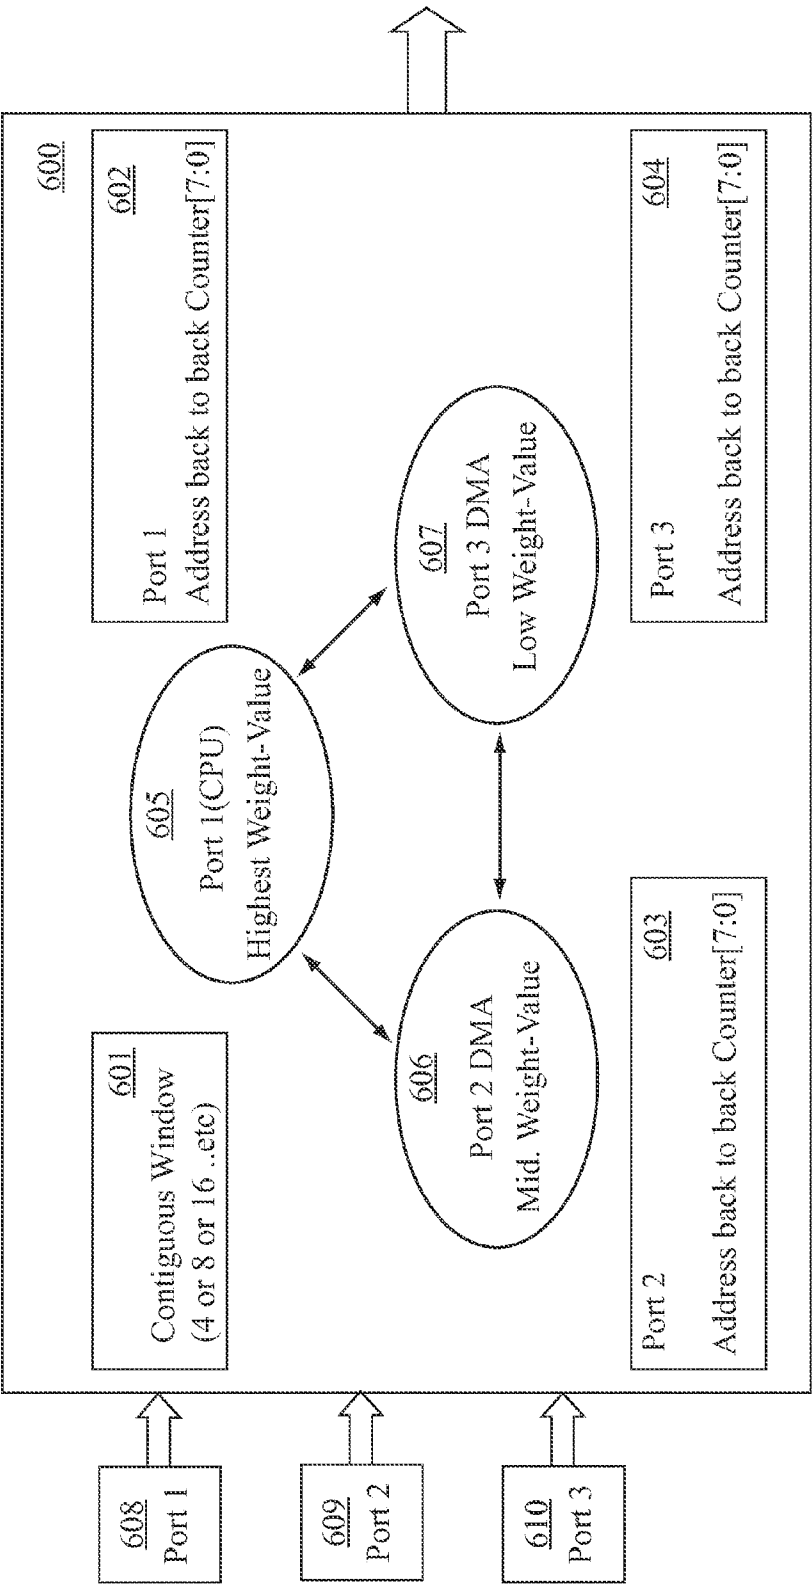 600
608
Port 1
609
Port 2
610
Port 3
601
Contiguous Window
(4 or 8 or 16 ..etc)
605
Port 1(CPU)
Highest Weight-Value
602
Port 1
Address back to back Counter[7:0]
606
Port 2 DMA
Mid. Weight-Value
607
Port 3 DMA
Low Weight-Value
603
Port 2
Address back to back Counter[7:0]
604
Port 3
Address back to back Counter[7:0]